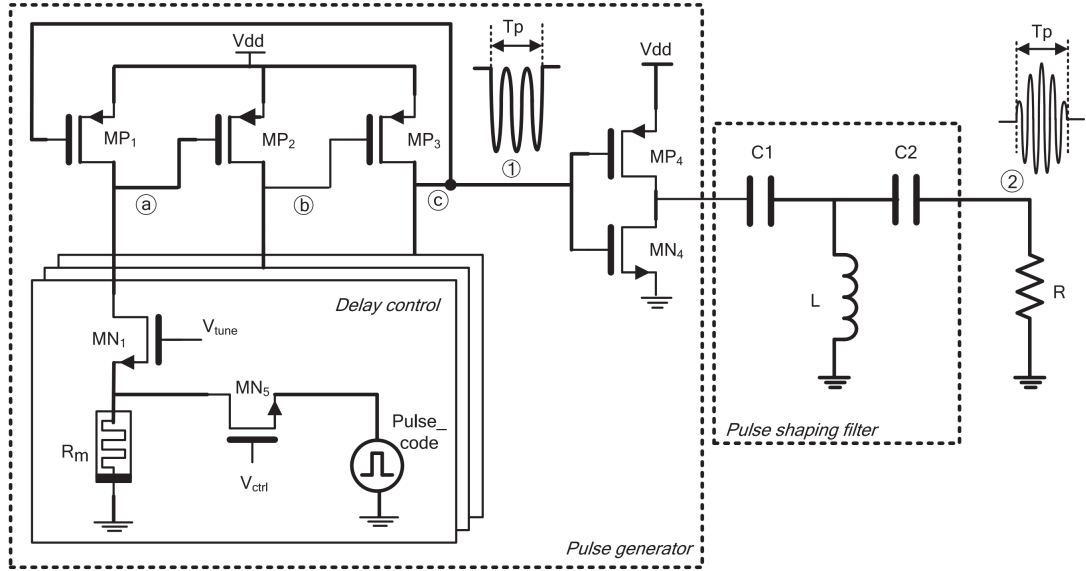 Tp
Tp
Vdd
Vdd
MP1
MP2
MP3
1
MP4
C1
C2
2
a
b
c
MN4
Delay control
L
R
MN1
Vtune
MN5
Pulse_
code
Rm
Vctrl
Pulse shaping filter
Pulse generator